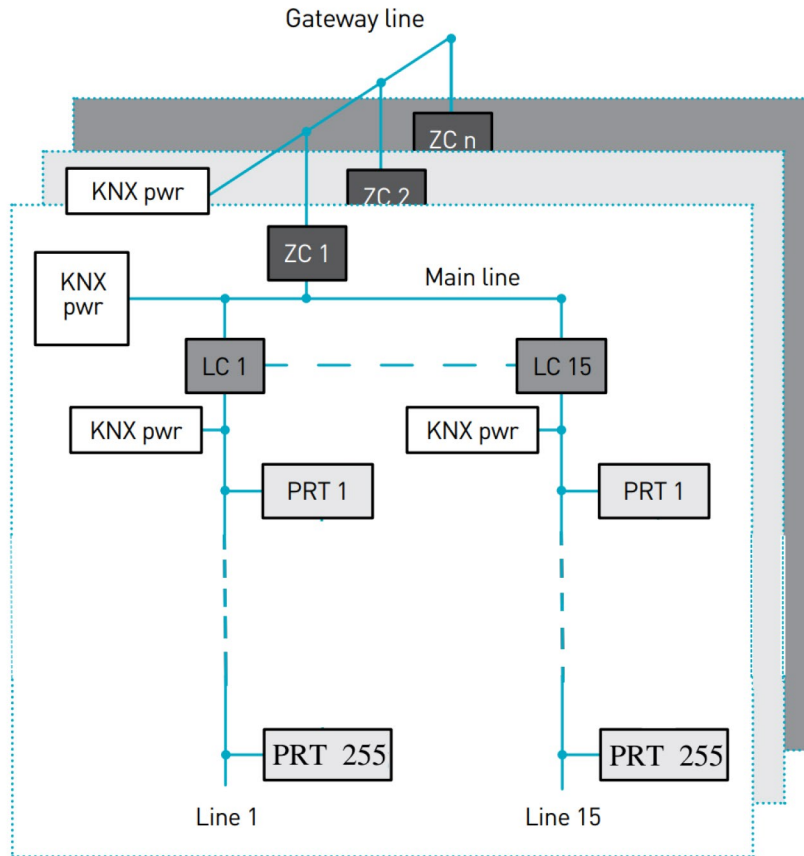 Gateway line
ZC n
KNX pwr
ZC 2
ZC 1
KNX
pwr
Main line
LC 1
LC 15
KNX pwr
KNX pwr
PRT 1
PRT 1
PRT 255
PRT 255
Line 1
Line 15